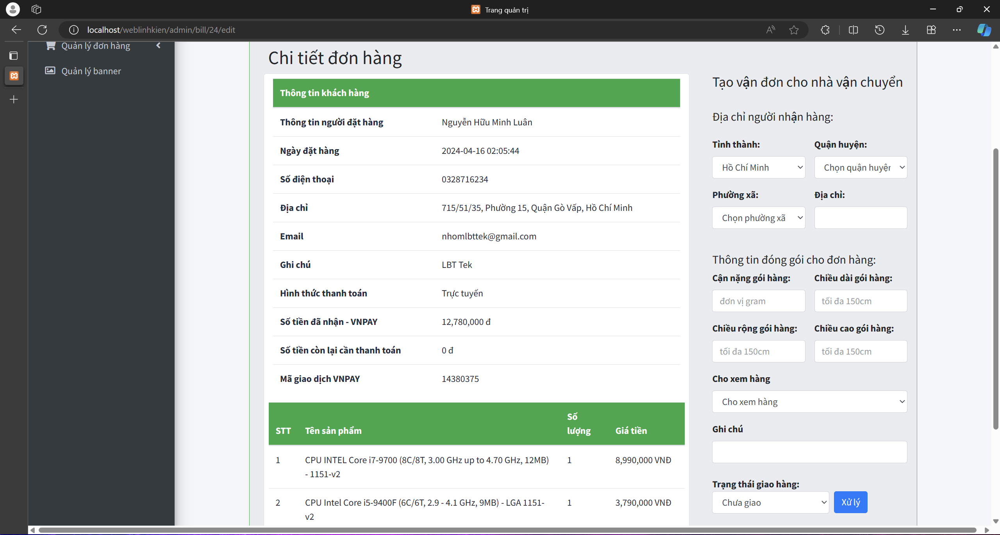 Trang quản trị
localhost/weblinhkien/admin/bill/24/edit
Quản lý đơn hàng
Quản lý banner
Chi tiết đơn hàng
Thông tin khách hàng
Thông tin người đặt hàng Nguyễn Hữu Minh Luân
Ngày đặt hàng 2024-04-16 02:05:44
Số điện thoại 0328716234
Địa chỉ 715/51/35, Phường 15, Quận Gò Vấp, Hồ Chí Minh
Email nhomlbttek@gmail.com
Ghi chú LBT Tek
Hình thức thanh toán Trực tuyến
Số tiền đã nhận - VNPAY 12,780,000 đ
Số tiền còn lại cần thanh toán 0 đ
Mã giao dịch VNPAY 14380375
STT Tên sản phẩm Số lượng Giá tiền
1 CPU INTEL Core i7-9700 (8C/8T, 3.00 GHz up to 4.70 GHz, 12MB) 1 8,990,000 VNĐ
- 1151-v2
2 CPU Intel Core i5-9400F (6C/6T, 2.9 - 4.1 GHz, 9MB) - LGA 1151- 1 3,790,000 VNĐ
v2
Tạo vận đơn cho nhà vận chuyển
Địa chỉ người nhận hàng:
Tỉnh thành: Quận huyện:
Hồ Chí Minh Chọn quận huyện
Phường xã: Địa chỉ:
Chọn phường xã
Thông tin đóng gói cho đơn hàng:
Cận nặng gói hàng: Chiều dài gói hàng:
đơn vị gram tối đa 150cm
Chiều rộng gói hàng: Chiều cao gói hàng:
tối đa 150cm tối đa 150cm
Cho xem hàng
Cho xem hàng
Ghi chú
Trạng thái giao hàng:
Chưa giao Xử lý